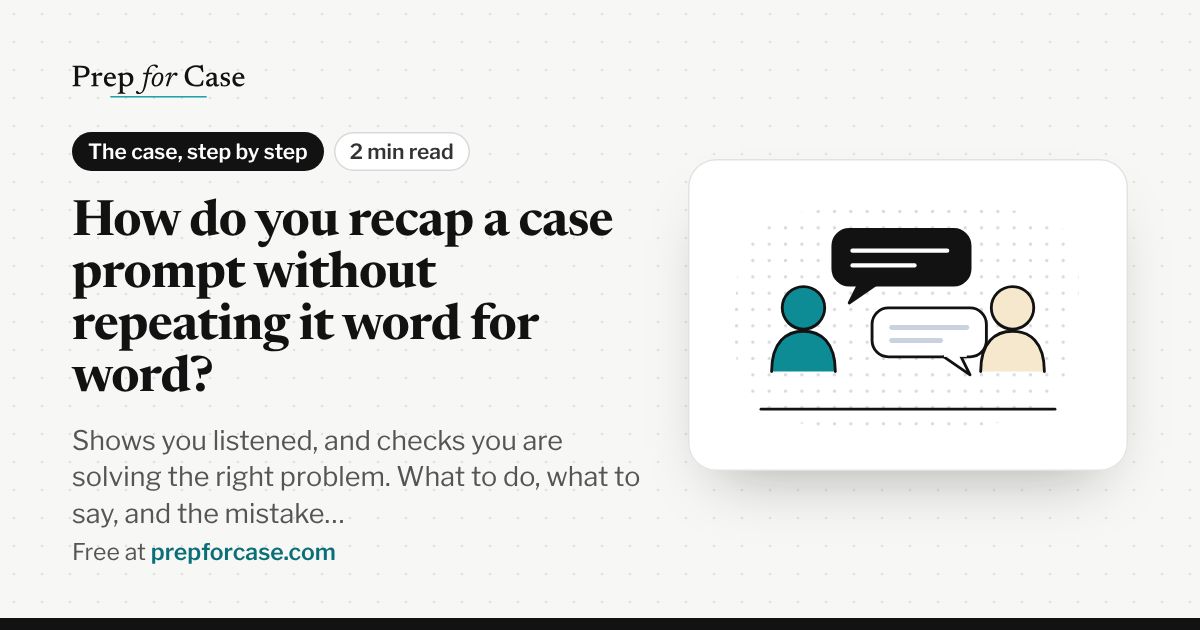 Prep for Case
The case, step by step
2 min read
How do you recap a case
prompt without
repeating it word for
word?
Shows you listened, and checks you are
solving the right problem. What to do, what to
say, and the mistake…
Free at prepforcase.com